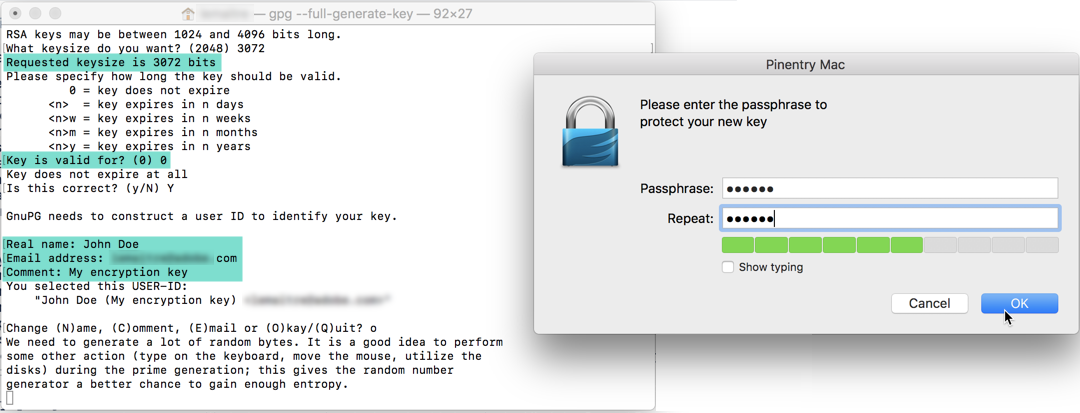 — gpg --full-generate-key — 92×27
RSA keys may be between 1024 and 4096 bits long.
[What keysize do you want? (2048) 3072
Requested keysize is 3072 bits
Please specify how long the key should be valid.
0 = key does not expire
<n>  = key expires in n days
<n>w = key expires in n weeks
<n>m = key expires in n months
<n>y = key expires in n years
Key is valid for? (0) 0
Key does not expire at all
[Is this correct? (y/N) Y
GnuPG needs to construct a user ID to identify your key.
Real name: John Doe
Email address: .com
Comment: My encryption key
You selected this USER-ID:
"John Doe (My encryption key)
[Change (N)ame, (C)omment, (E)mail or (O)kay/(Q)uit? o
We need to generate a lot of random bytes. It is a good idea to perform
some other action (type on the keyboard, move the mouse, utilize the
disks) during the prime generation; this gives the random number
generator a better chance to gain enough entropy.
Pinentry Mac
Please enter the passphrase to
protect your new key
Passphrase: ••••••
Repeat: ••••••
Show typing
Cancel
OK